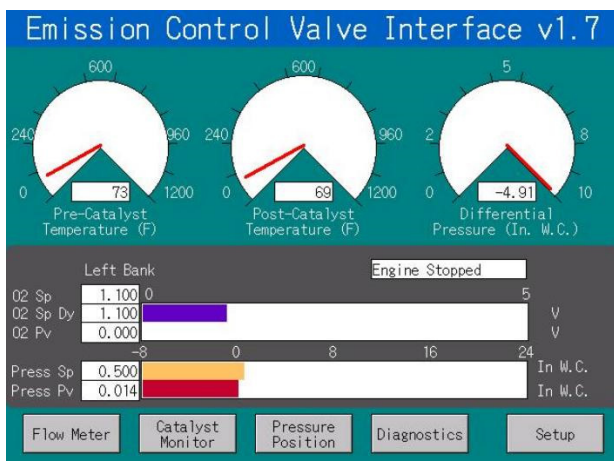 Emission Control Valve Interface v1.7
600
240
960
0
73
1200
Pre-Catalyst
Temperature (F)
600
240
960
0
69
1200
Post-Catalyst
Temperature (F)
5
2
8
0
-4.91
10
Differential
Pressure (In. W.C.)
Left Bank
Engine Stopped
O2 Sp 1.100 0 5
O2 Sp Dy 1.100 V
O2 Pv 0.000 V
-8 0 8 16 24
Press Sp 0.500 In W.C.
Press Pv 0.014 In W.C.
Flow Meter
Catalyst
Monitor
Pressure
Position
Diagnostics
Setup